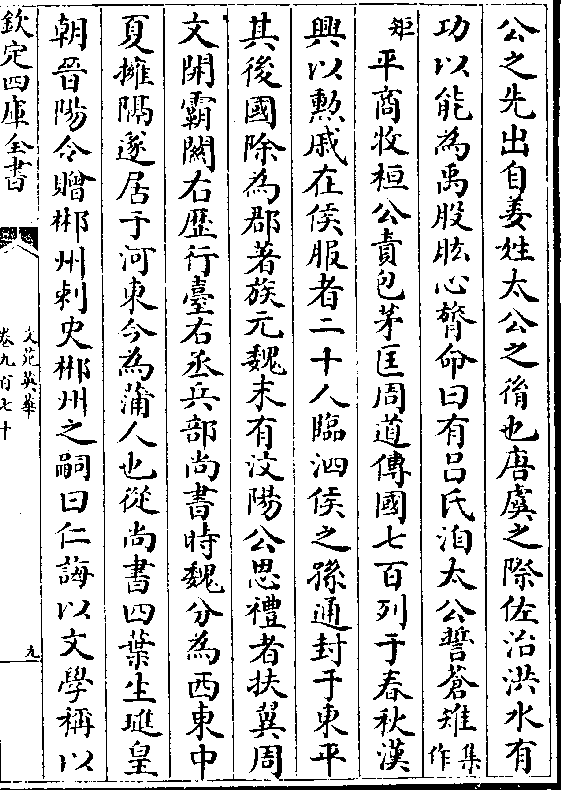 公之先出自姜姓太公之後也唐虞之際佐治洪水有
功以能為禹股肱心膂命曰有吕氏洎太公誓蒼雉集作
矩平商牧桓公責包茅匡周道傳國七百列于春秋漢
興以勲戚在侯服者二十人臨泗侯之孫通封于東平
其後國除為郡著族元魏末有汶陽公思禮者扶翼周
文開霸闗右歴行臺右丞兵部尚書時魏分為西東中
夏擁隔遂居于河東今為蒲人也從尚書四葉生璡皇
朝晉陽令贈郴州刺史郴州之嗣曰仁誨以文學稱以
欽定四庫全書
文苑英華
卷九百七十
九